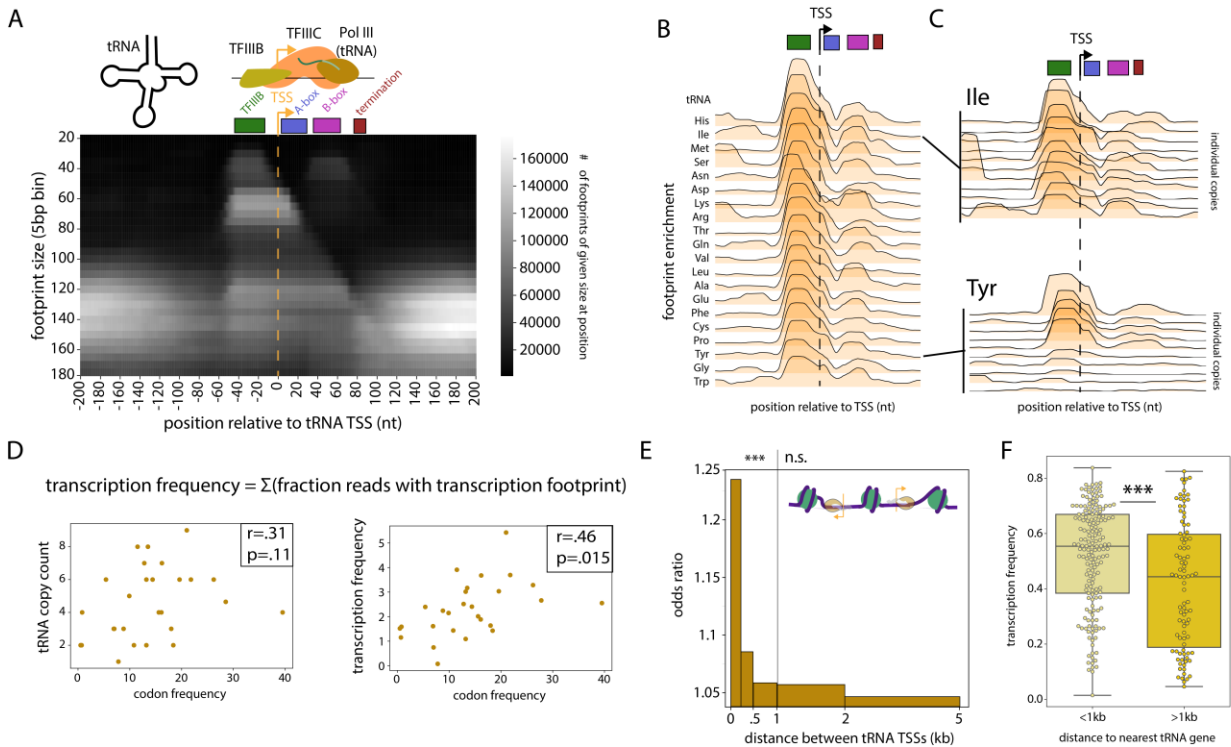 A
tRNA
TFIIIB
TFIIIC
Pol III
(tRNA)
TFIIIB
TSS
A-box
B-box
termination
footprint size (5bp bin)
20
40
60
80
100
120
140
160
180
-200
-180
-160
-140
-120
-100
-80
-60
-40
-20
0
20
40
60
80
100
120
140
160
180
200
position relative to tRNA TSS (nt)
160000
140000
120000
100000
80000
60000
40000
20000
#
of footprints
of given size at position
B
TSS
footprint enrichment
tRNA
His
Ile
Met
Ser
Asn
Asp
Lys
Arg
Thr
Gln
Val
Leu
Ala
Glu
Phe
Cys
Pro
Tyr
Gly
Trp
position relative to TSS (nt)
C
TSS
Ile
individual copies
Tyr
individual copies
position relative to TSS (nt)
D
transcription frequency = Σ(fraction reads with transcription footprint)
r=.31
p=.11
tRNA copy count
8
6
4
2
0
10
20
30
40
codon frequency
r=.46
p=.015
transcription frequency
5
4
3
2
1
0
0
10
20
30
40
codon frequency
E
*** n.s.
odds ratio
1.25
1.2
1.15
1.1
1.05
0
.5
1
2
5
distance between tRNA TSSs (kb)
F
***
transcription frequency
0.8
0.6
0.4
0.2
0.0
<1kb
>1kb
distance to nearest tRNA gene